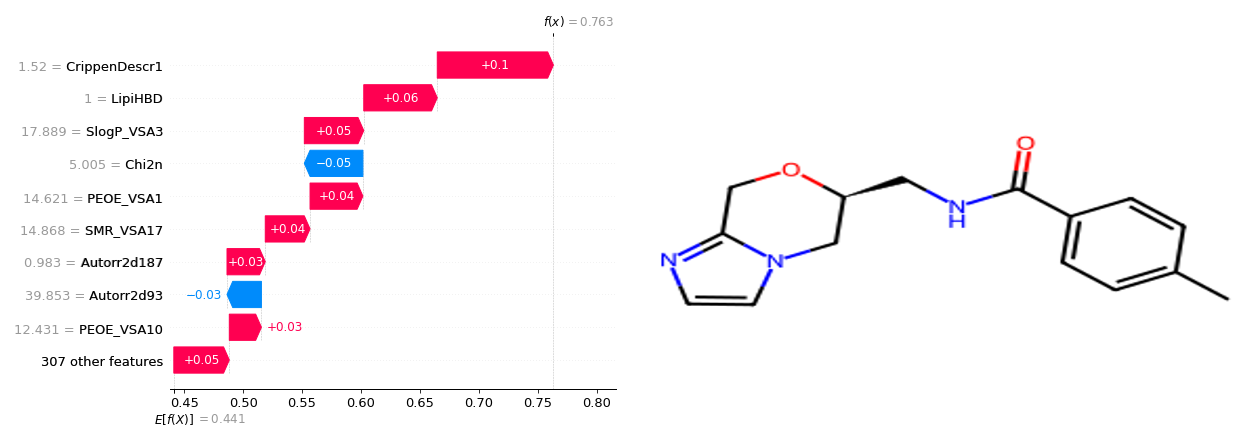 f(x) = 0.763
1.52 = CrippenDescr1
+0.1
1 = LipiHBD
+0.06
17.889 = SlogP_VSA3
+0.05
5.005 = Chi2n
−0.05
14.621 = PEOE_VSA1
+0.04
14.868 = SMR_VSA17
+0.04
0.983 = Autorr2d187
+0.03
39.853 = Autorr2d93
−0.03
12.431 = PEOE_VSA10
+0.03
307 other features
+0.05
0.45 0.50 0.55 0.60 0.65 0.70 0.75 0.80
E[f(X)] = 0.441
O
O
N
H
N
N